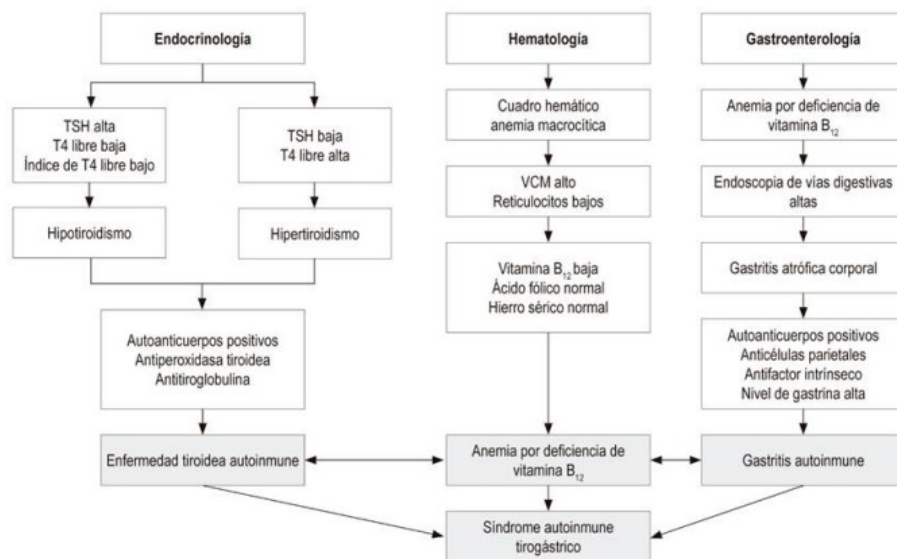 Endocrinología
TSH alta
T4 libre baja
Índice de T4 libre bajo
TSH baja
T4 libre alta
Hipotiroidismo
Hipertiroidismo
Autoanticuerpos positivos
Antiperoxidasa tiroidea
Antitiroglobulina
Enfermedad tiroidea autoinmune
Hematología
Cuadro hemático
anemia macrocítica
VCM alto
Reticulocitos bajos
Vitamina B12 baja
Ácido fólico normal
Hierro sérico normal
Anemia por deficiencia de
vitamina B12
Gastroenterología
Anemia por deficiencia de
vitamina B12
Endoscopia de vías digestivas
altas
Gastritis atrófica corporal
Autoanticuerpos positivos
Anticélulas parietales
Antifactor intrínseco
Nivel de gastrina alta
Gastritis autoinmune
Síndrome autoinmune
tirogástrico